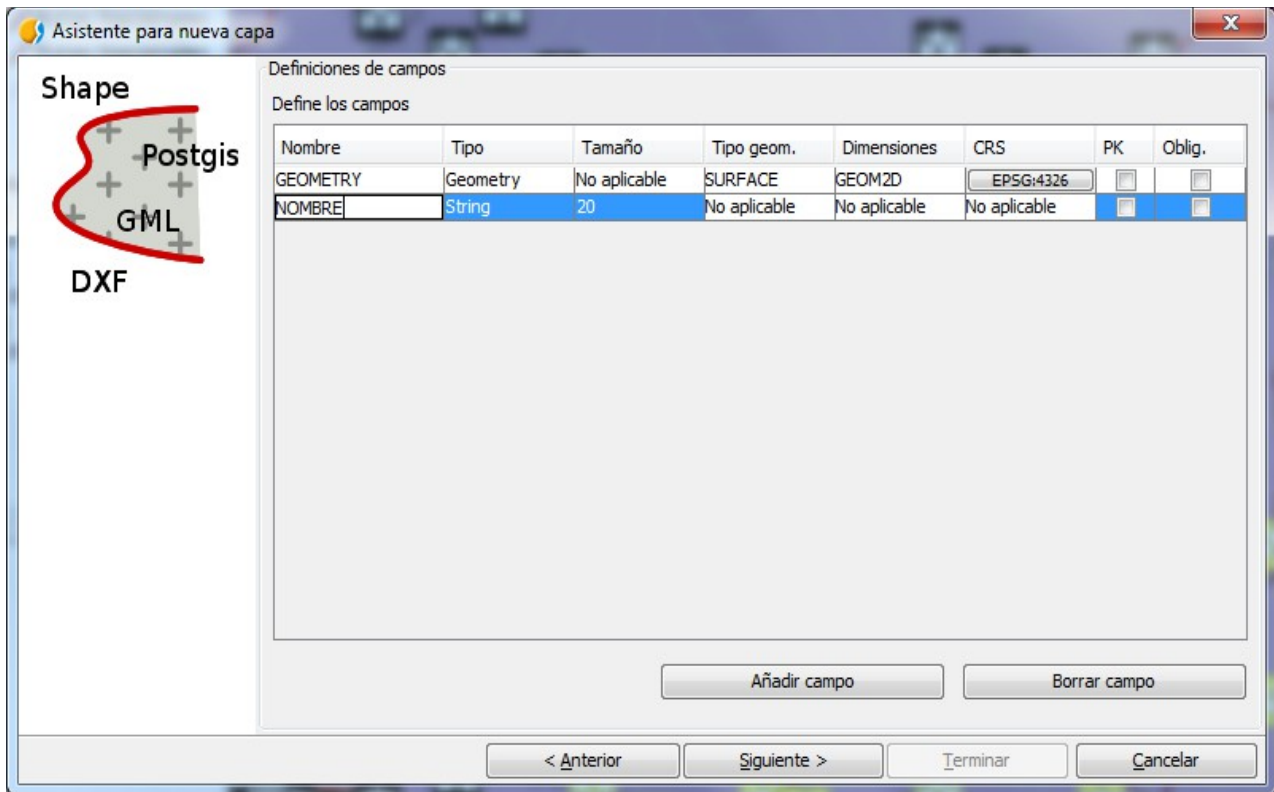 Asistente para nueva capa
Shape
Postgis
GML
DXF
Definiciones de campos
Define los campos
Nombre Tipo Tamaño Tipo geom. Dimensiones CRS PK Oblig.
GEOMETRY Geometry No aplicable SURFACE GEOM2D EPSG:4326
NOMBRE String 20 No aplicable No aplicable No aplicable
Añadir campo Borrar campo
< Anterior Siguiente > Terminar Cancelar